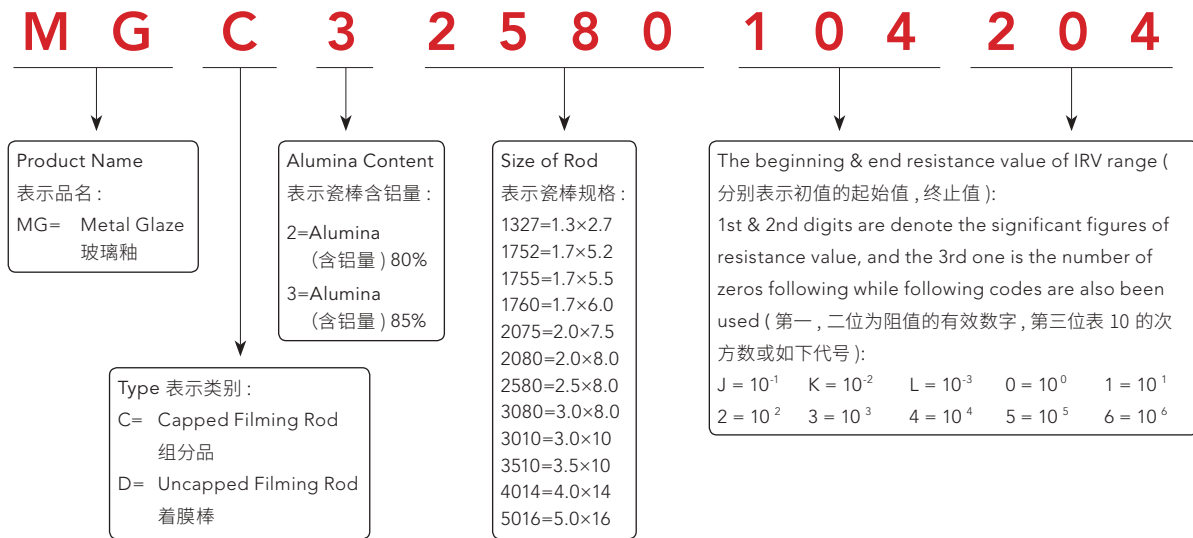 M G C 3 2 5 8 0 1 0 4 2 0 4
Product Name
表示品名 :
MG= Metal Glaze
玻璃釉
Type 表示类别 :
C= Capped Filming Rod
组分品
D= Uncapped Filming Rod
着膜棒
Alumina Content
表示瓷棒含铝量 :
2=Alumina
(含铝量 ) 80%
3=Alumina
(含铝量 ) 85%
Size of Rod
表示瓷棒规格 :
1327=1.3×2.7
1752=1.7×5.2
1755=1.7×5.5
1760=1.7×6.0
2075=2.0×7.5
2080=2.0×8.0
2580=2.5×8.0
3080=3.0×8.0
3010=3.0×10
3510=3.5×10
4014=4.0×14
5016=5.0×16
The beginning & end resistance value of IRV range (
分别表示初值的起始值 , 终止值 ):
1st & 2nd digits are denote the significant figures of
resistance value, and the 3rd one is the number of
zeros following while following codes are also been
used ( 第一 , 二位为阻值的有效数字 , 第三位表 10 的次
方数或如下代号 ):
J = 10⁻¹ K = 10⁻² L = 10⁻³ 0 = 10⁰ 1 = 10¹
2 = 10² 3 = 10³ 4 = 10⁴ 5 = 10⁵ 6 = 10⁶